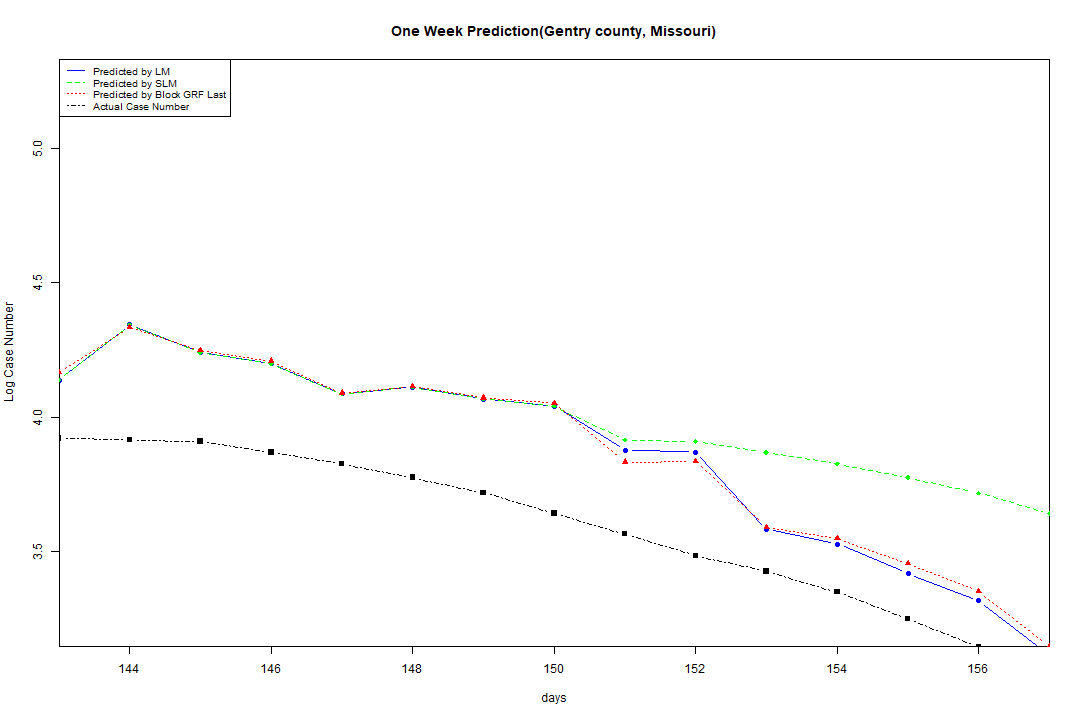 One Week Prediction(Gentry county, Missouri)
Predicted by LM
Predicted by SLM
Predicted by Block GRF Last
Actual Case Number
5.0
4.5
4.0
3.5
Log Case Number
144 146 148 150 152 154 156
days